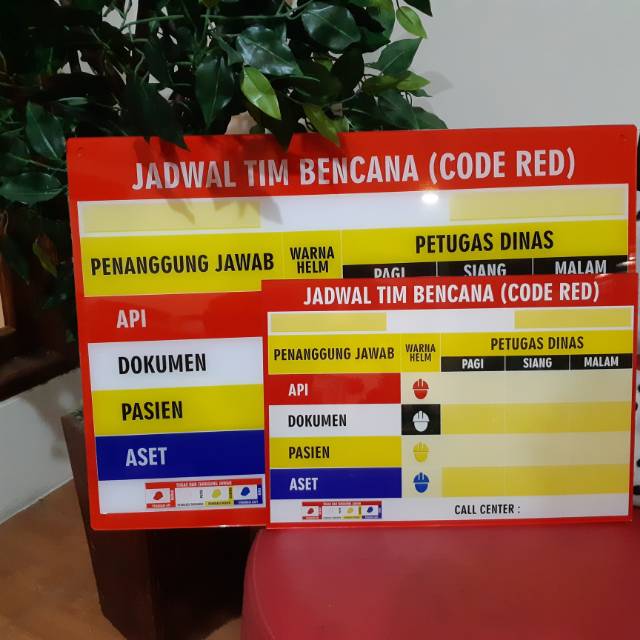 JADWAL TIM BENCANA (CODE RED)
PENANGGUNG JAWAB
WARNA
HELM
PETUGAS DINAS
PAGI SIANG MALAM
API
DOKUMEN
PASIEN
ASET
JADWAL TIM BENCANA (CODE RED)
PENANGGUNG JAWAB
WARNA
HELM
PETUGAS DINAS
PAGI SIANG MALAM
API
DOKUMEN
PASIEN
ASET
CALL CENTER :